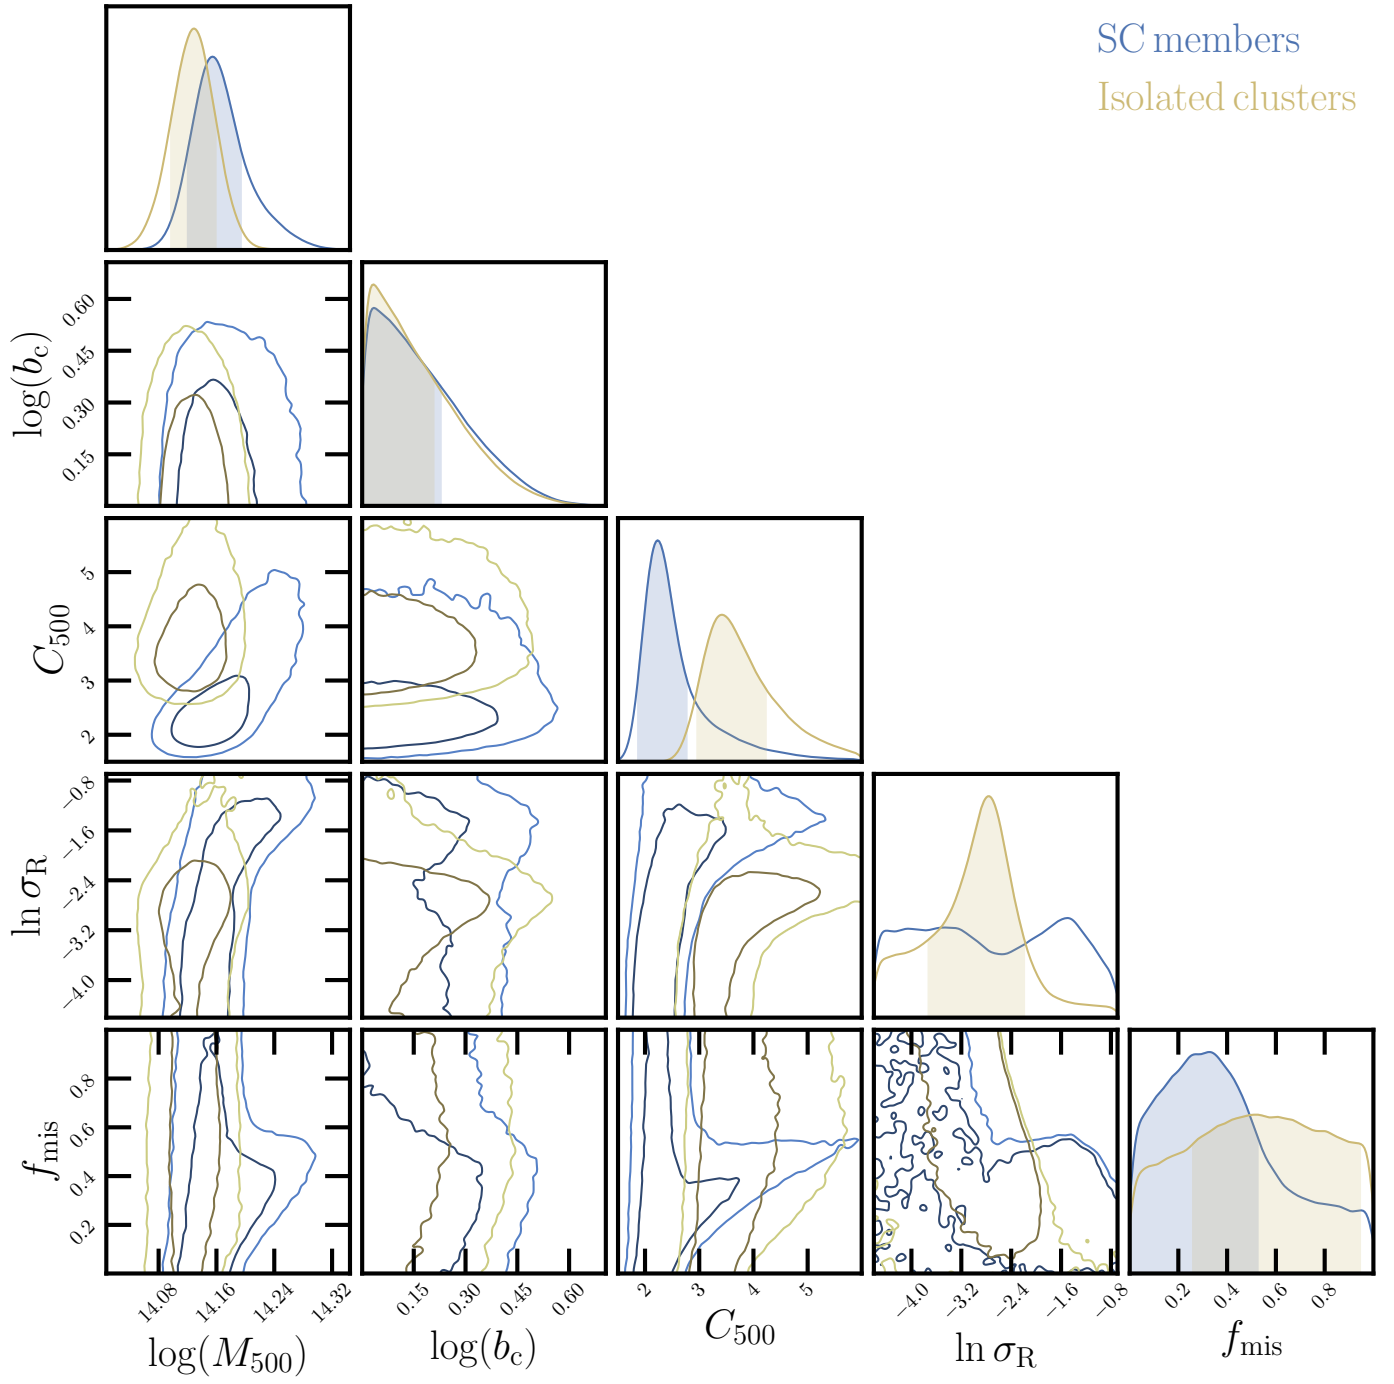 SC members
Isolated clusters
log(b_c)
0.60
0.45
0.30
0.15
C_500
5
4
3
2
ln σ_R
−0.8
−1.6
−2.4
−3.2
−4.0
f_mis
0.8
0.6
0.4
0.2
14.08 14.16 14.24 14.32
0.15 0.30 0.45 0.60
2 3 4 5
−4.0 −3.2 −2.4 −1.6 −0.8
0.2 0.4 0.6 0.8
log(M_500) log(b_c) C_500 ln σ_R f_mis